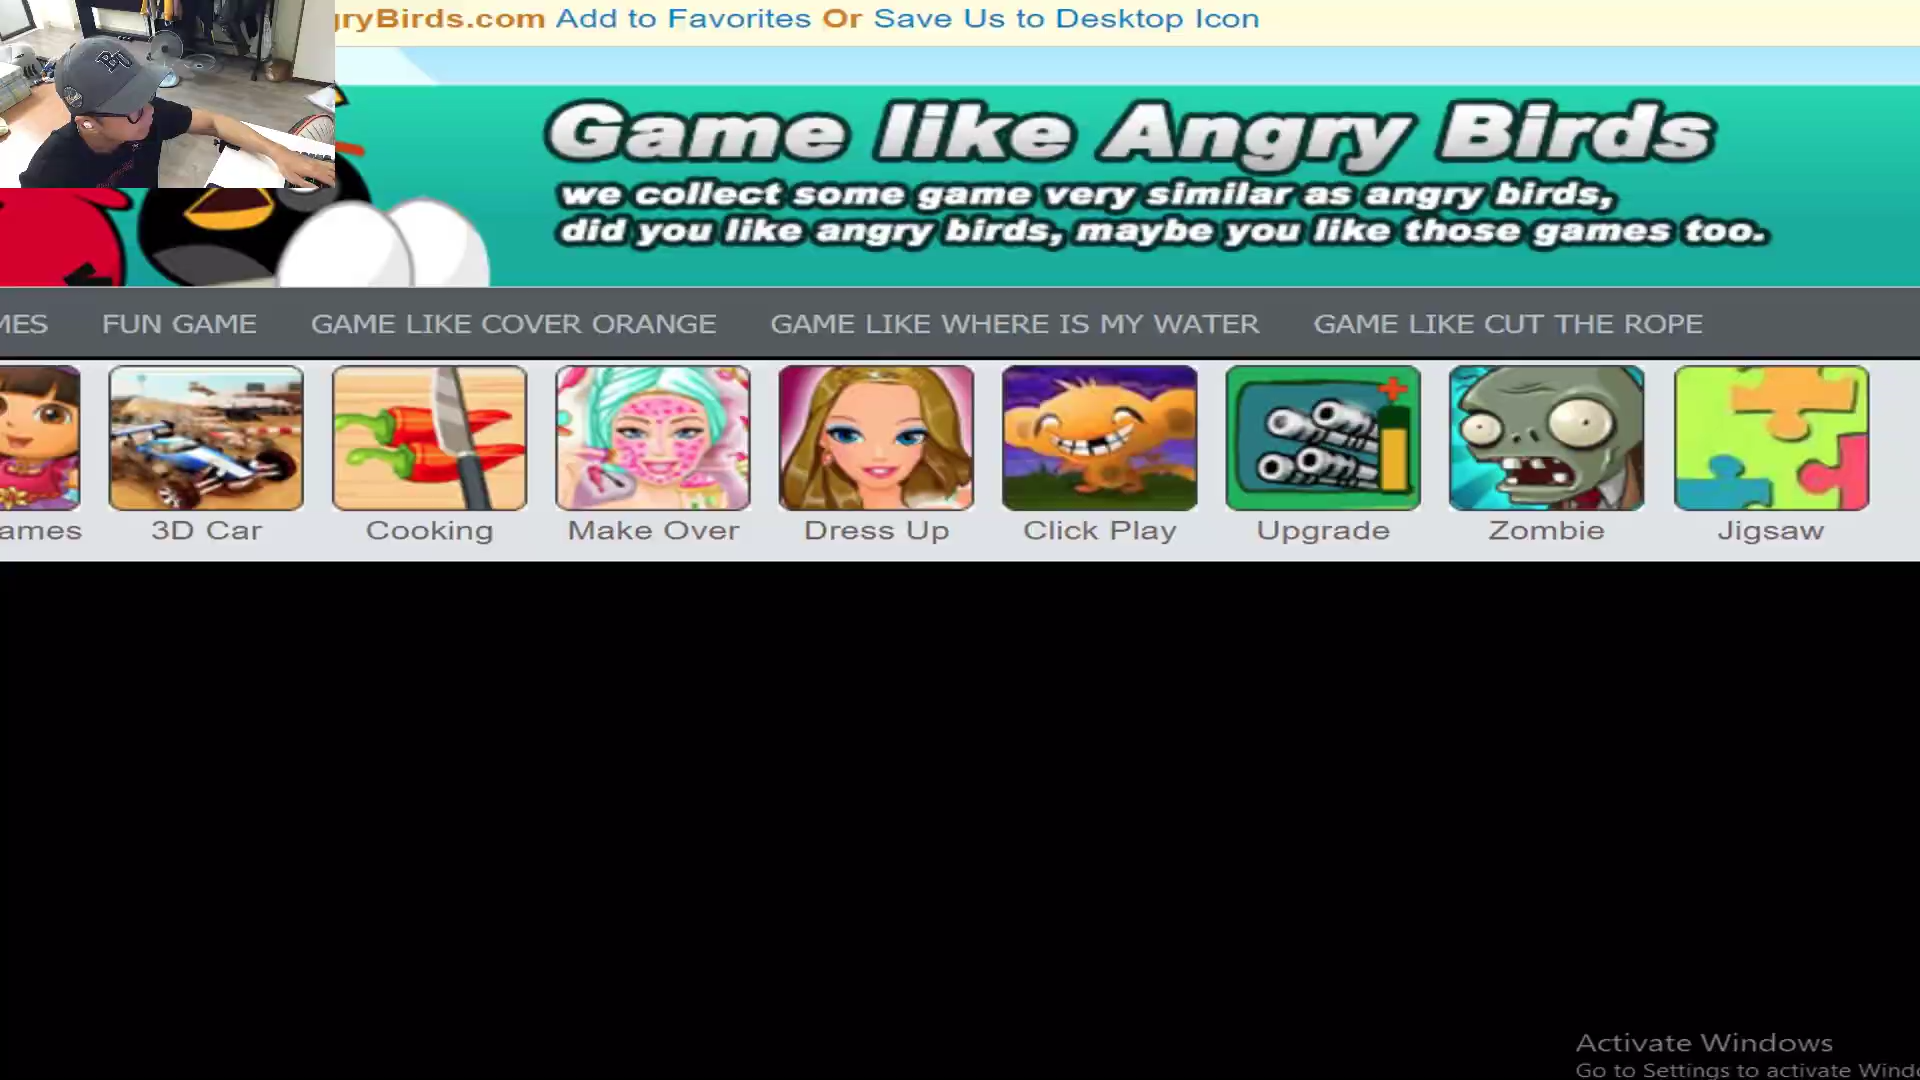 gryBirds.com Add to Favorites Or Save Us to Desktop Icon
Game like Angry Birds
we collect some game very similar as angry birds,
did you like angry birds, maybe you like those games too.
MES FUN GAME GAME LIKE COVER ORANGE GAME LIKE WHERE IS MY WATER GAME LIKE CUT THE ROPE
ames 3D Car Cooking Make Over Dress Up Click Play Upgrade Zombie Jigsaw
Activate Windows
Go to Settings to activate Windo